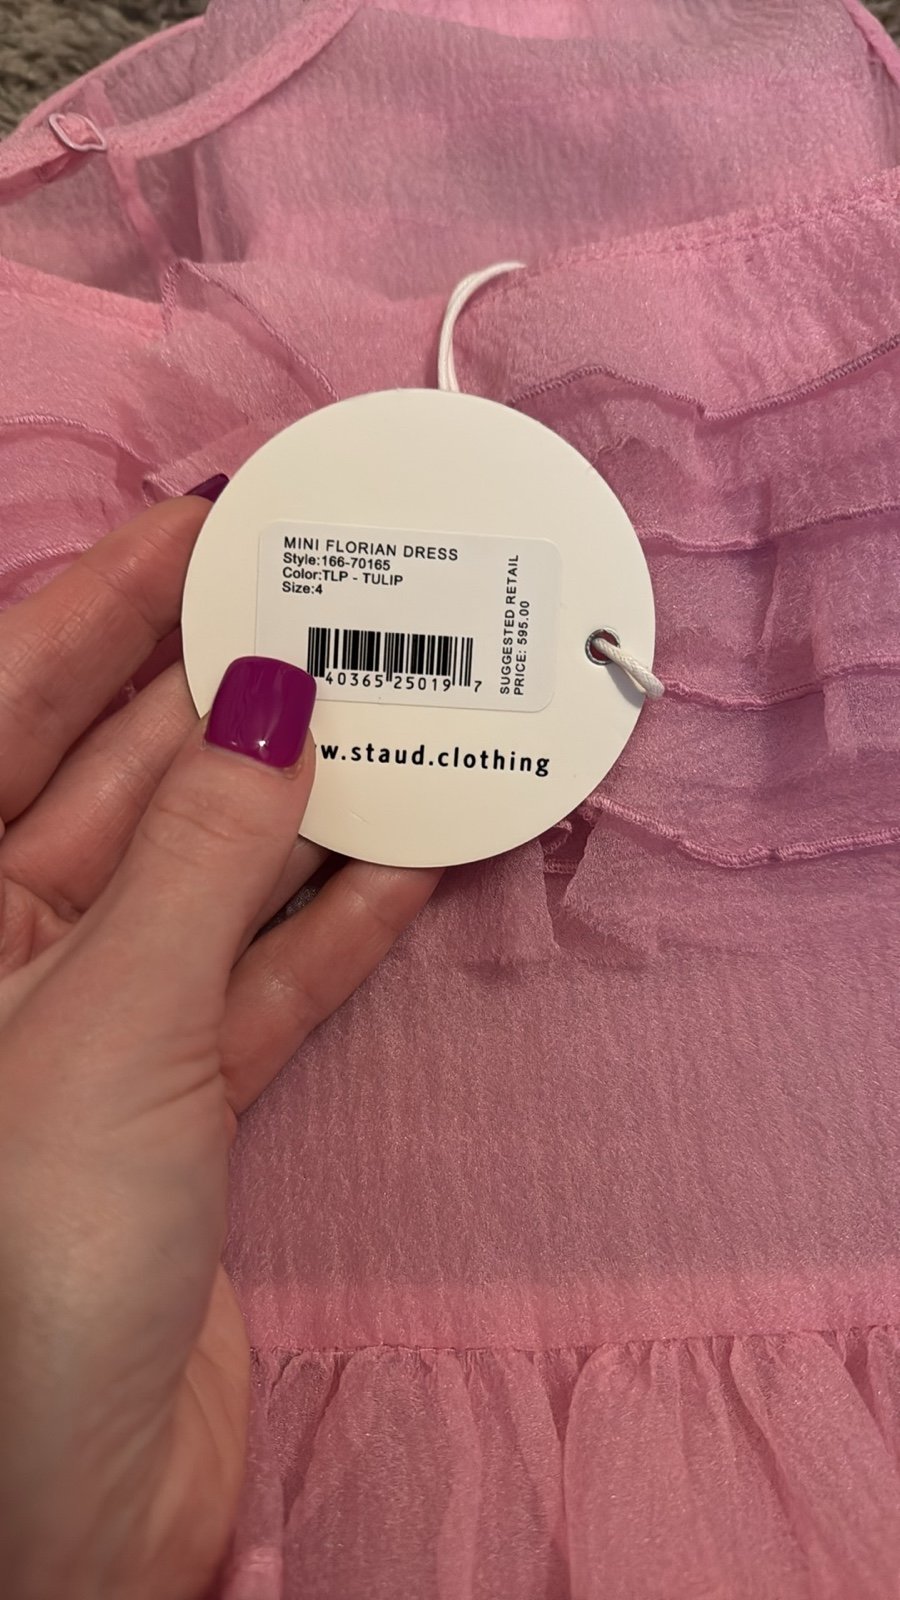 MINI FLORIAN DRESS
Style:166-70165
Color:TLP - TULIP
Size:4
SUGGESTED RETAIL
PRICE: 595.00
40365 25019 7
w.staud.clothing